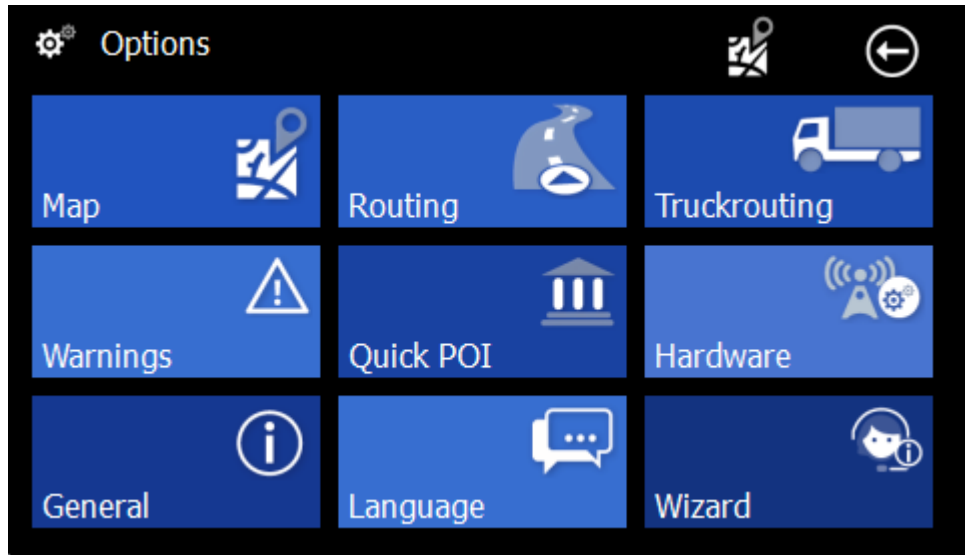 Options
Map
Routing
Truckrouting
Warnings
Quick POI
Hardware
General
Language
Wizard